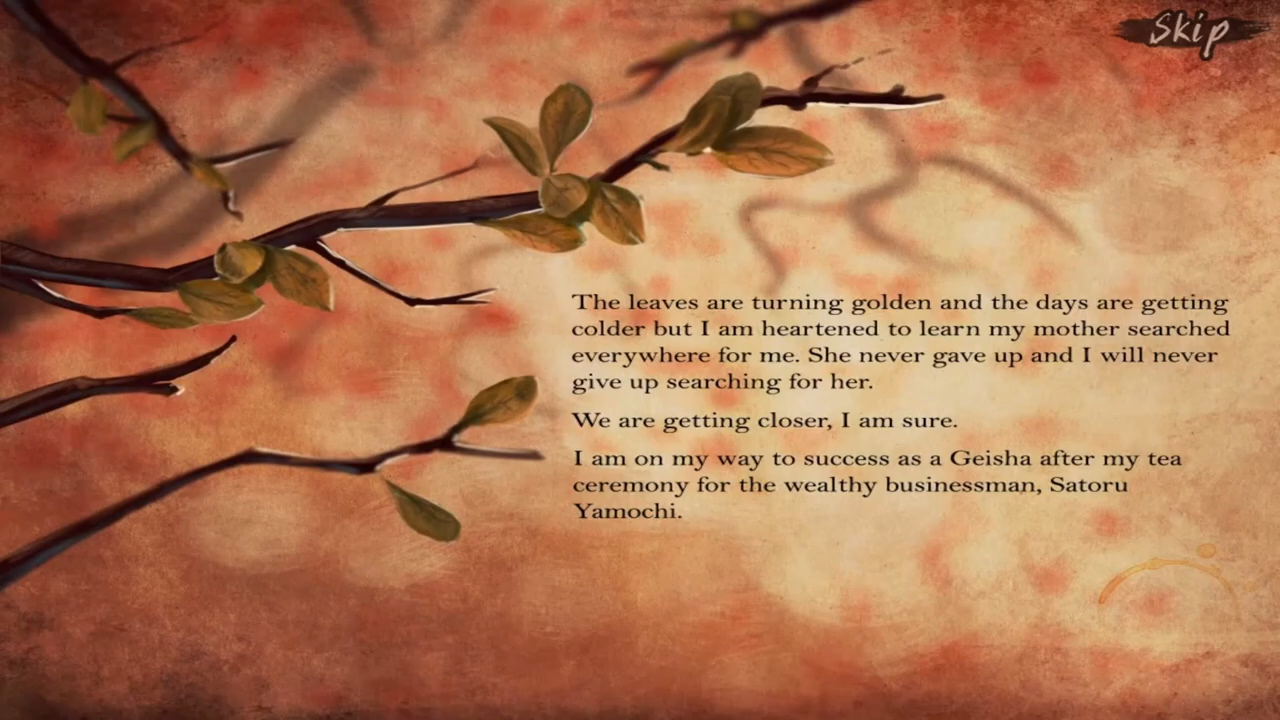 Skip
The leaves are turning golden and the days are getting
colder but I am heartened to learn my mother searched
everywhere for me. She never gave up and I will never
give up searching for her.
We are getting closer, I am sure.
I am on my way to success as a Geisha after my tea
ceremony for the wealthy businessman, Satoru
Yamochi.